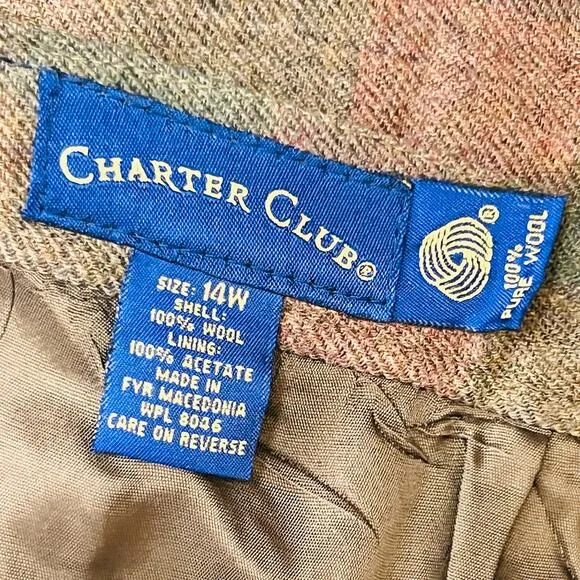 CHARTER CLUB®
®
100%
PURE WOOL
SIZE: 14W
SHELL:
100% WOOL
LINING:
100% ACETATE
MADE IN
FYR MACEDONIA
WPL 8046
CARE ON REVERSE